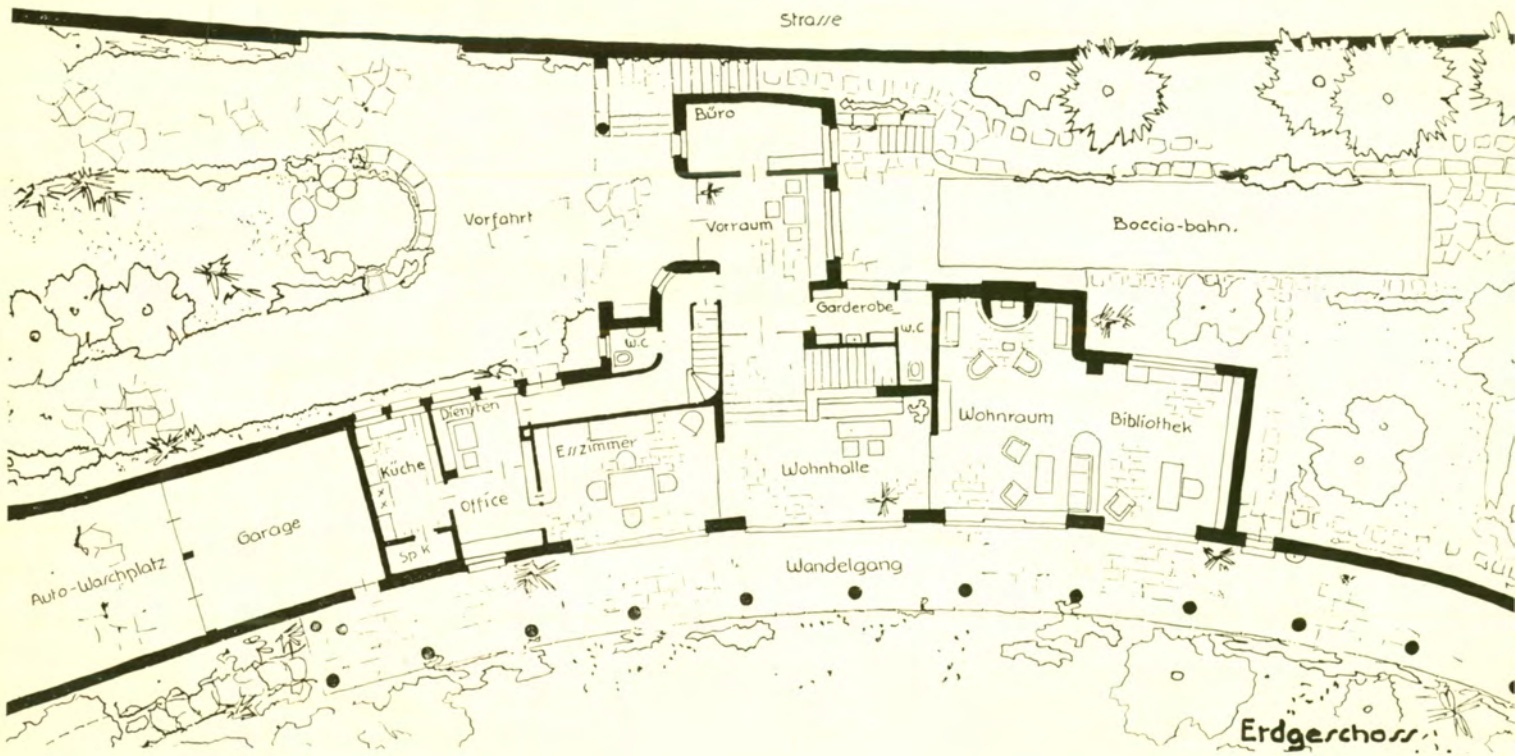 Strasse
Büro
Vorfahrt
Vorraum
Boccia-bahn.
Garderobe
W.C
W.C
Diensten
Wohnraum
Bibliothek
Küche
Esszimmer
Wohnhalle
Office
Garage
Sp.K
Auto-Waschplatz
Wandelgang
Erdgeschoss